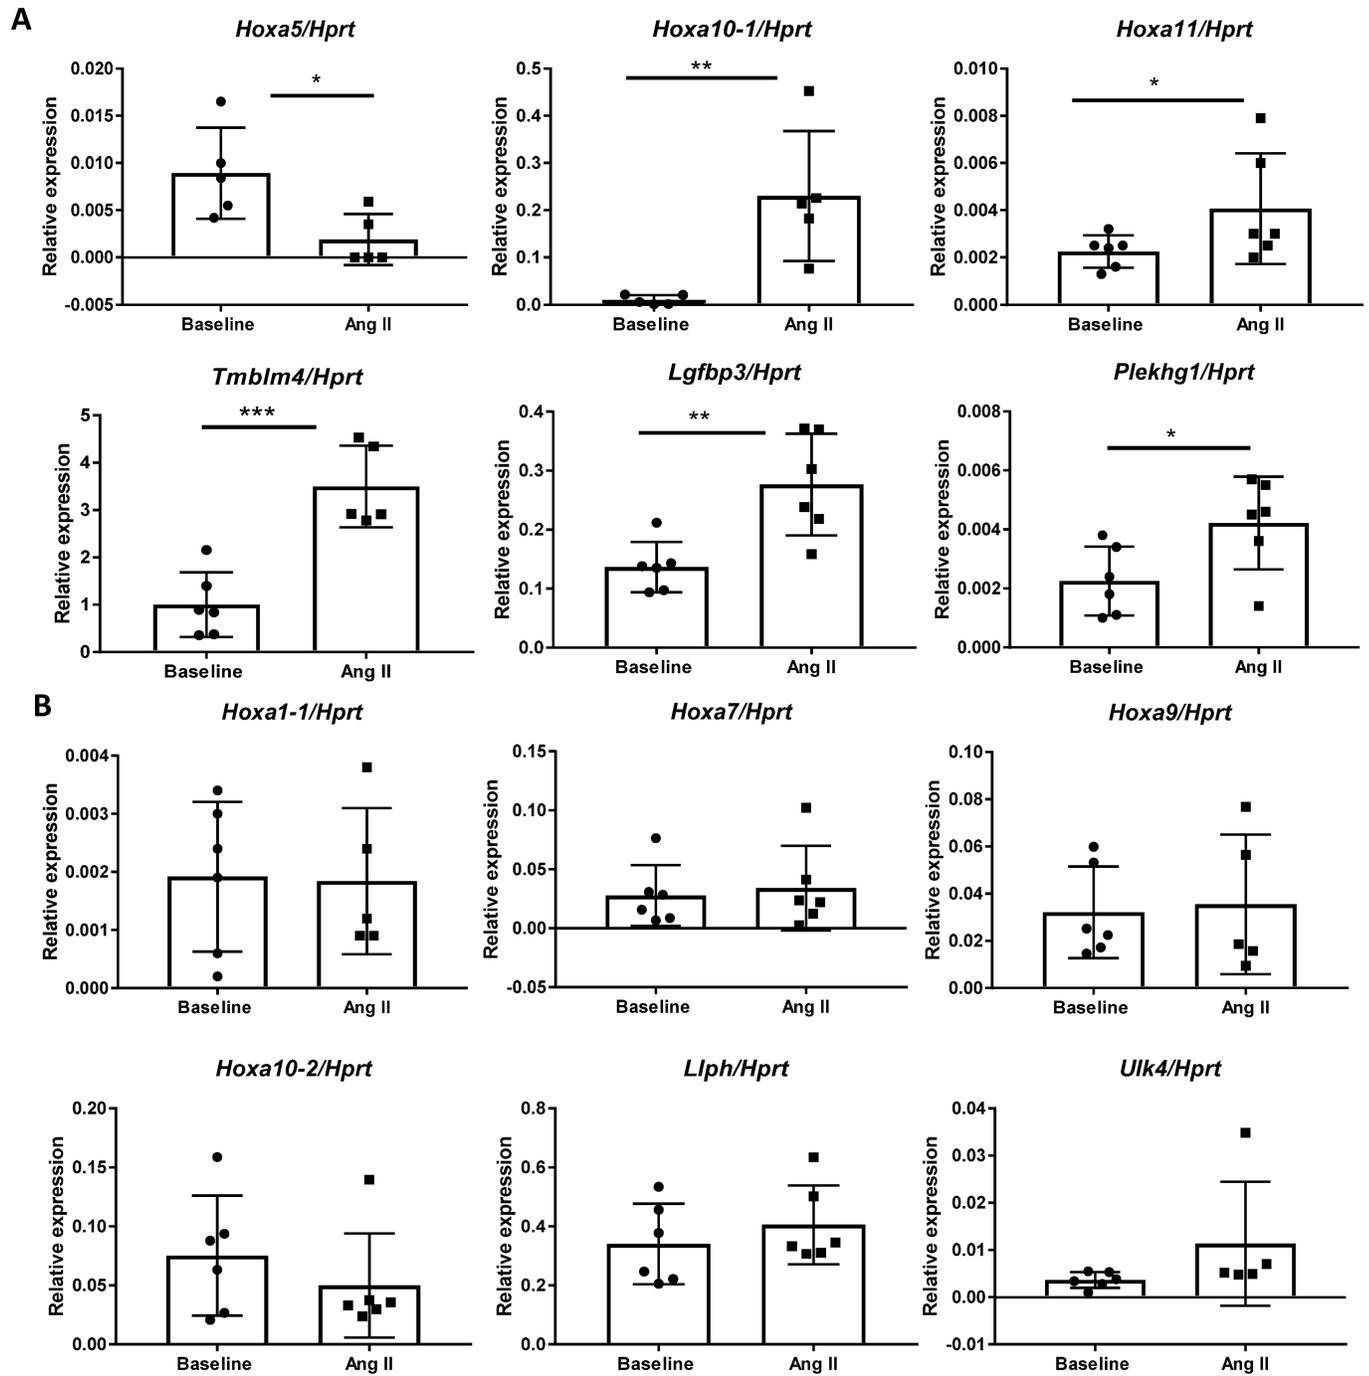 A
Hoxa5/Hprt
Relative expression
0.020
0.015
0.010
0.005
0.000
-0.005
*
Baseline
Ang II
Hoxa10-1/Hprt
Relative expression
0.5
0.4
0.3
0.2
0.1
0.0
**
Baseline
Ang II
Hoxa11/Hprt
Relative expression
0.010
0.008
0.006
0.004
0.002
0.000
*
Baseline
Ang II
Tmblm4/Hprt
Relative expression
5
4
3
2
1
0
***
Baseline
Ang II
Lgfbp3/Hprt
Relative expression
0.4
0.3
0.2
0.1
0.0
**
Baseline
Ang II
Plekhg1/Hprt
Relative expression
0.008
0.006
0.004
0.002
0.000
*
Baseline
Ang II
B
Hoxa1-1/Hprt
Relative expression
0.004
0.003
0.002
0.001
0.000
Baseline
Ang II
Hoxa7/Hprt
Relative expression
0.15
0.10
0.05
0.00
-0.05
Baseline
Ang II
Hoxa9/Hprt
Relative expression
0.10
0.08
0.06
0.04
0.02
0.00
Baseline
Ang II
Hoxa10-2/Hprt
Relative expression
0.20
0.15
0.10
0.05
0.00
Baseline
Ang II
Llph/Hprt
Relative expression
0.8
0.6
0.4
0.2
0.0
Baseline
Ang II
Ulk4/Hprt
Relative expression
0.04
0.03
0.02
0.01
0.00
-0.01
Baseline
Ang II